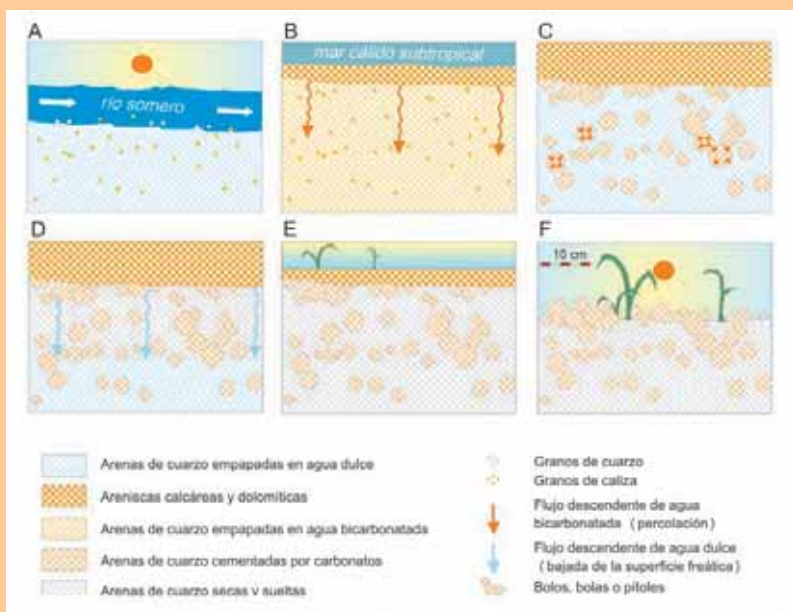 A
río somero
B
mar cálido subtropical
C
D
E
F
10 cm
Arenas de cuarzo empapadas en agua dulce
Areniscas calcáreas y dolomíticas
Arenas de cuarzo empapadas en agua bicarbonatada
Arenas de cuarzo cementadas por carbonatos
Arenas de cuarzo secas y sueltas
Granos de cuarzo
Granos de caliza
Flujo descendente de agua
bicarbonatada (percolación)
Flujo descendente de agua dulce
(bajada de la superficie freática)
Bolos, bolas o pitoles